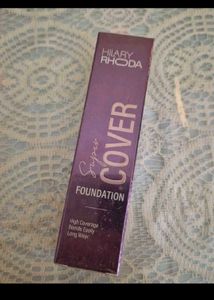 HILARY
RHODA
Super
COVER
FOUNDATION
High Coverage
Blends Easily
Long Wear